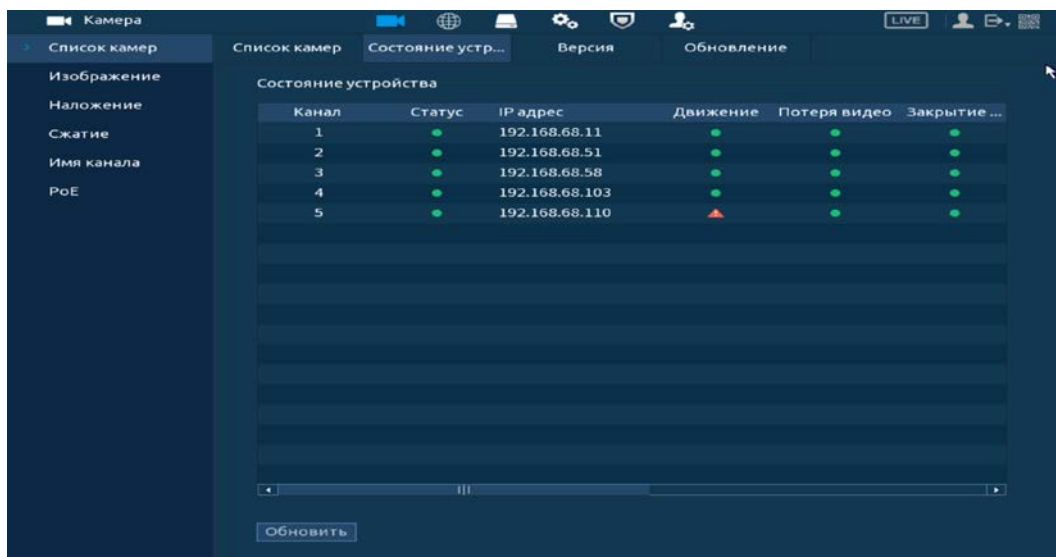 Камера LIVE
Список камер Список камер Состояние устр... Версия Обновление
Изображение
Состояние устройства
Наложение
Канал Статус IP адрес Движение Потеря видео Закрытие ...
Сжатие
1 192.168.68.11
2 192.168.68.51
Имя канала
3 192.168.68.58
PoE
4 192.168.68.103
5 192.168.68.110
Обновить